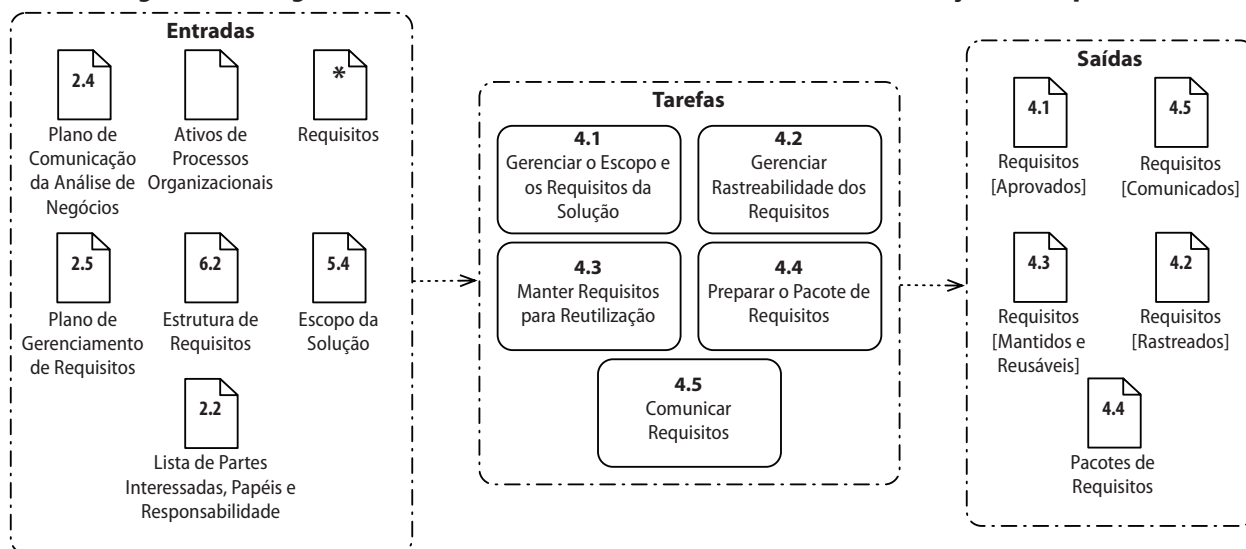 Entradas
2.4
Plano de
Comunicação
da Análise de
Negócios
Ativos de
Processos
Organizacionais
*
Requisitos
2.5
Plano de
Gerenciamento
de Requisitos
6.2
Estrutura de
Requisitos
5.4
Escopo da
Solução
2.2
Lista de Partes
Interessadas, Papéis e
Responsabilidade
Tarefas
4.1
Gerenciar o Escopo e
os Requisitos da
Solução
4.2
Gerenciar
Rastreabilidade dos
Requisitos
4.3
Manter Requisitos
para Reutilização
4.4
Preparar o Pacote de
Requisitos
4.5
Comunicar
Requisitos
Saídas
4.1
Requisitos
[Aprovados]
4.5
Requisitos
[Comunicados]
4.3
Requisitos
[Mantidos e
Reusáveis]
4.2
Requisitos
[Rastreados]
4.4
Pacotes de
Requisitos